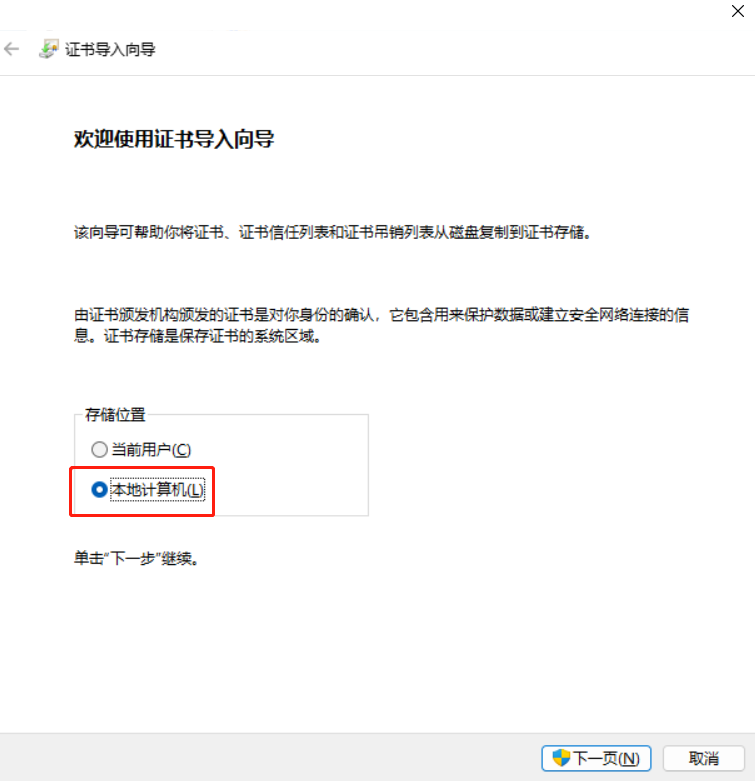 证书导入向导
欢迎使用证书导入向导
该向导可帮助你将证书、证书信任列表和证书吊销列表从磁盘复制到证书存储。
由证书颁发机构颁发的证书是对你身份的确认，它包含用来保护数据或建立安全网络连接的信
息。证书存储是保存证书的系统区域。
存储位置
当前用户(C)
本地计算机(L)
单击“下一步”继续。
下一页(N)
取消